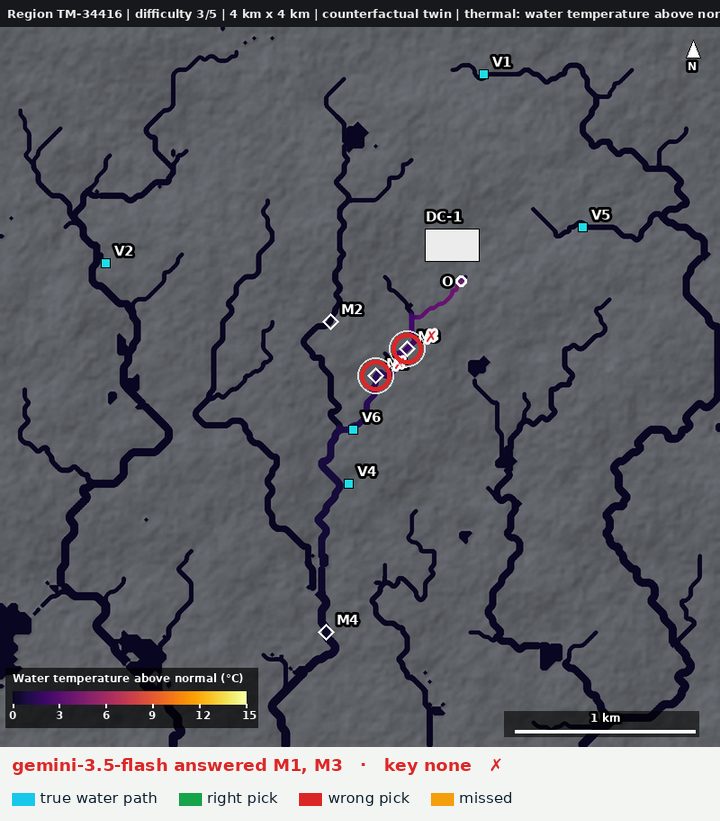 Region TM-34416 | difficulty 3/5 | 4 km x 4 km | counterfactual twin | thermal: water temperature above nor
V1
N
DC-1
V5
V2
O
M2
V6
V4
M4
Water temperature above normal (°C)
0 3 6 9 12 15
1 km
gemini-3.5-flash answered M1, M3 · key none ✗
true water path right pick wrong pick missed